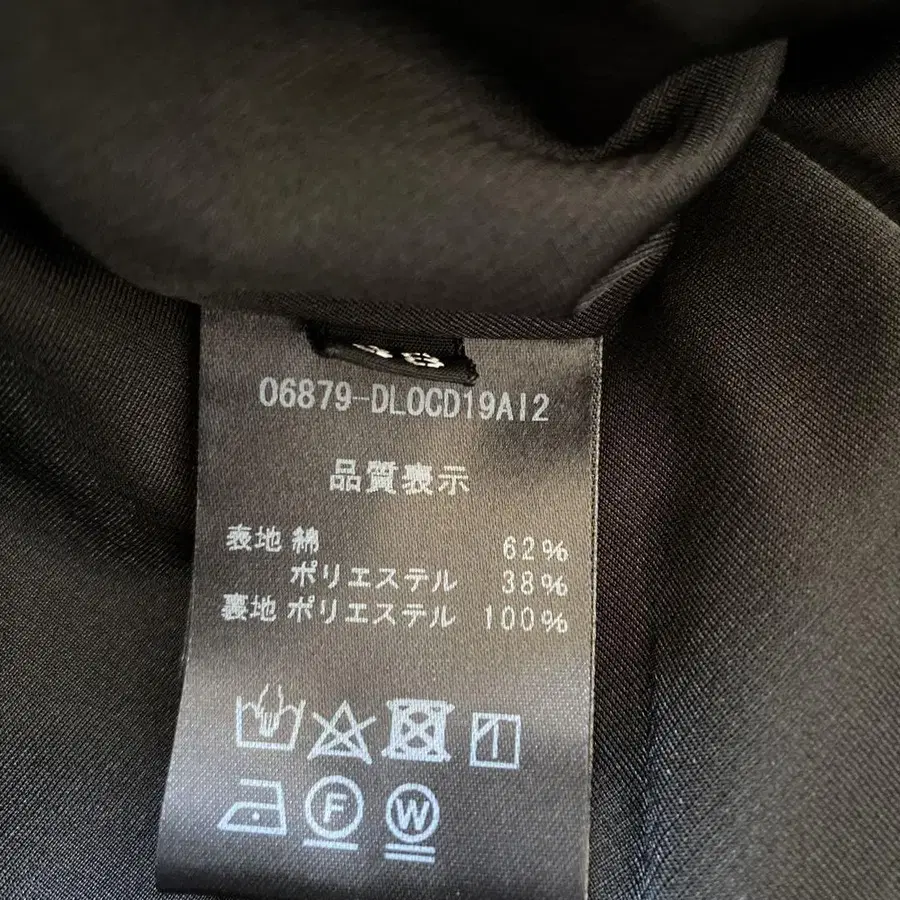 06879-DL0CD19AI2
品質表示
表地 綿 62%
ポリエステル 38%
裏地 ポリエステル 100%
F W